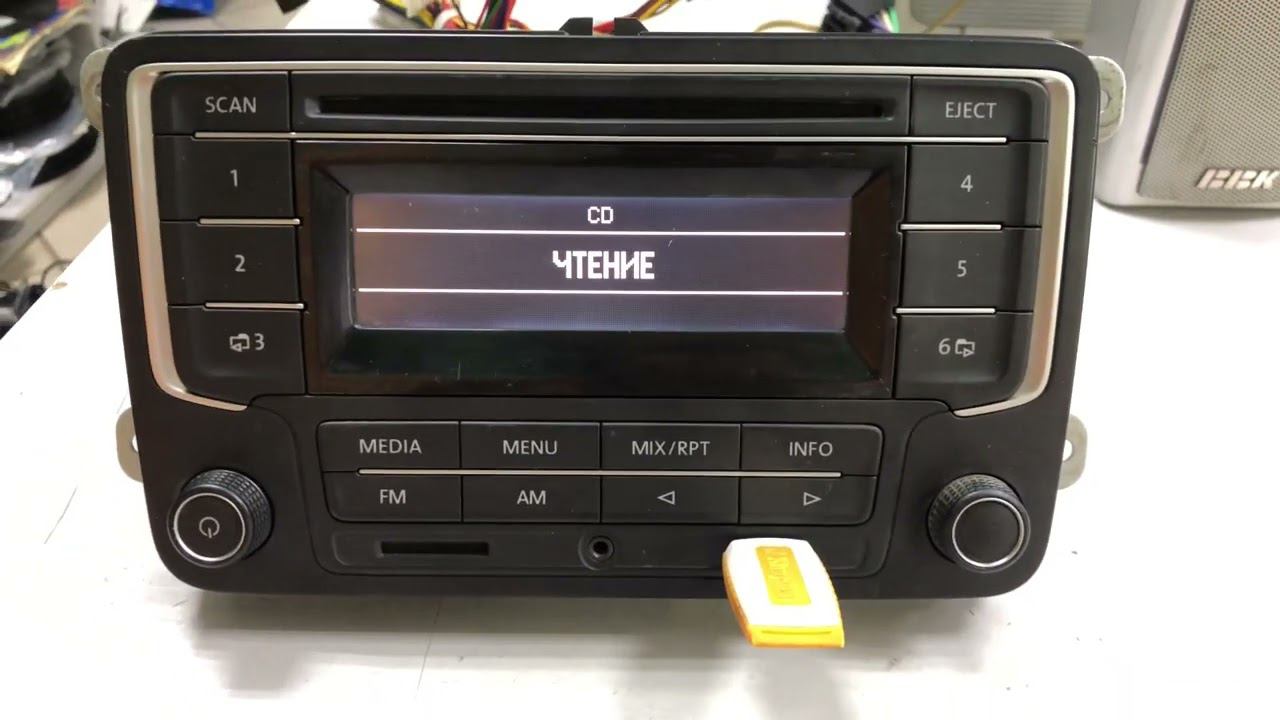 SCAN
EJECT
1
4
CD
ЧТЕНИЕ
2
5
3
6
MEDIA
MENU
MIX/RPT
INFO
FM
AM
BBK